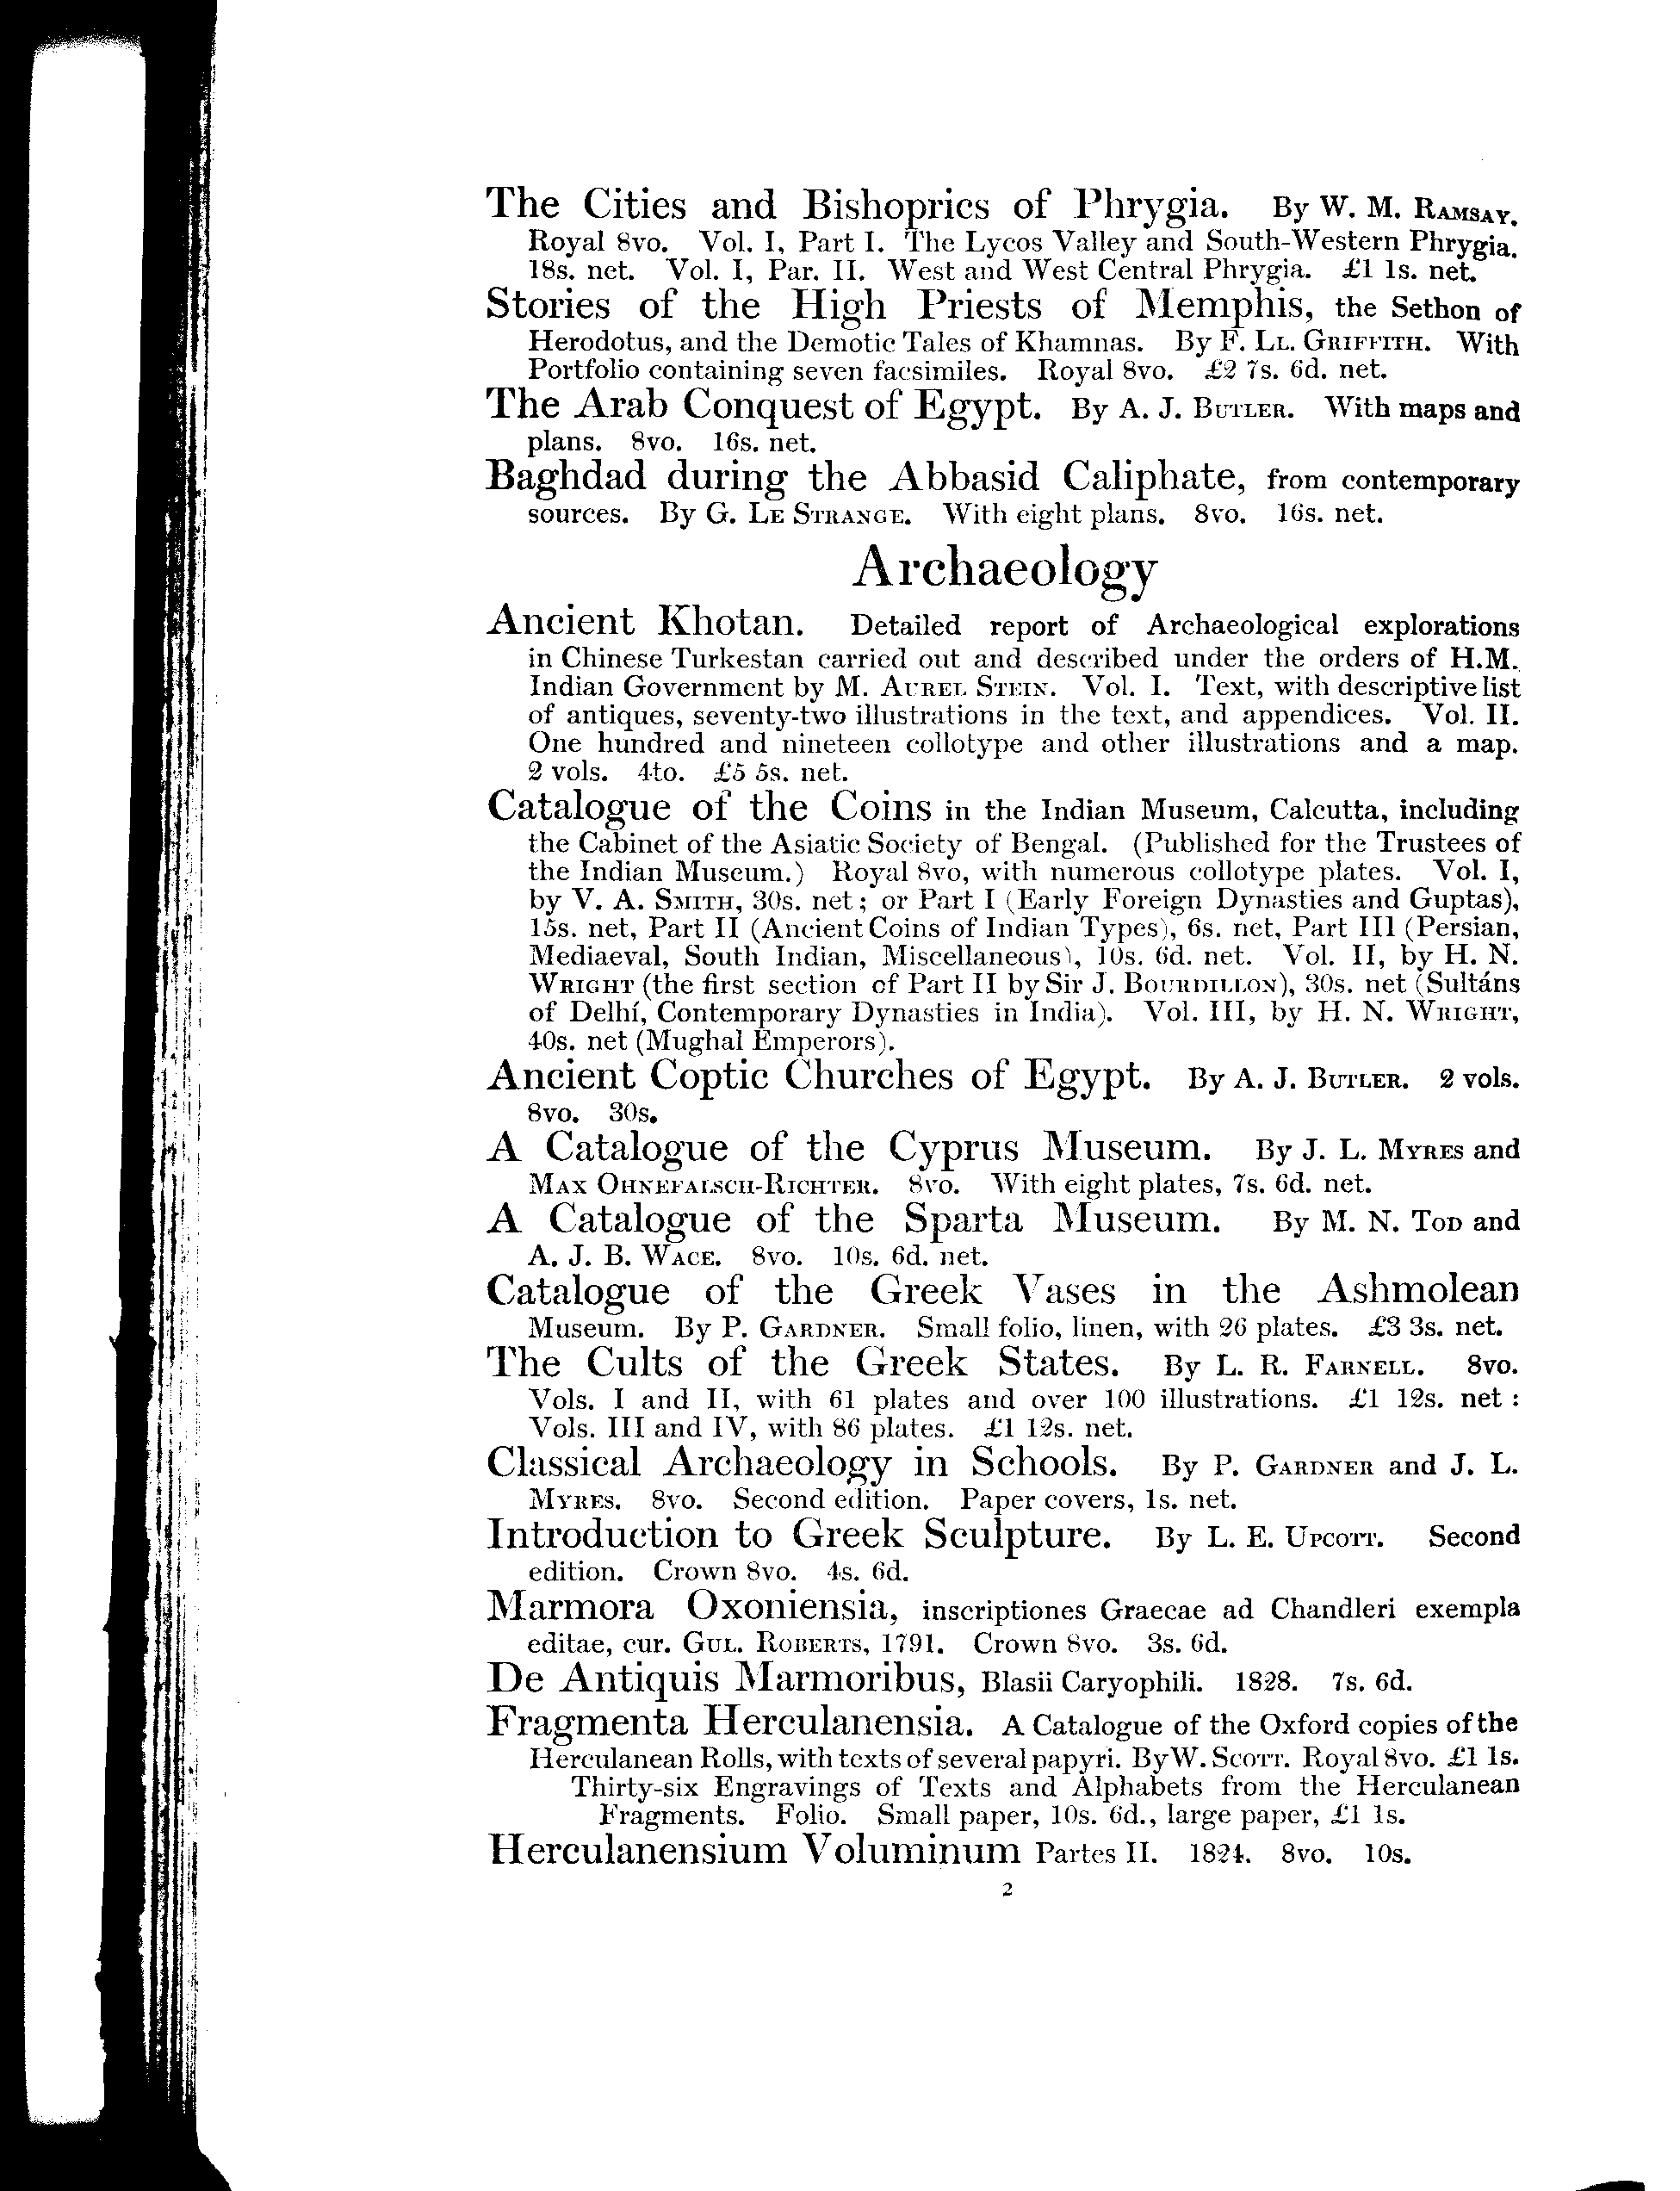 The Cities and Bishoprics of Phrygia. By W. M. RAMSAY.
Royal 8vo. Vol. I, Part I. The Lycos Valley and South-Western Phrygia.
18s. net. Vol. I, Par. II. West and West Central Phrygia. £1 1s. net.
Stories of the High Priests of Memphis, the Sethon of
Herodotus, and the Demotic Tales of Khamnas. By F. LL. GRIFFITH. With
Portfolio containing seven facsimiles. Royal 8vo. £2 7s. 6d. net.
The Arab Conquest of Egypt. By A. J. BUTLER. With maps and
plans. 8vo. 16s. net.
Baghdad during the Abbasid Caliphate, from contemporary
sources. By G. LE STRANGE. With eight plans. 8vo. 16s. net.
Archaeology
Ancient Khotan. Detailed report of Archaeological explorations
in Chinese Turkestan carried out and described under the orders of H.M.
Indian Government by M. AUREL STEIN. Vol. I. Text, with descriptive list
of antiques, seventy-two illustrations in the text, and appendices. Vol. II.
One hundred and nineteen collotype and other illustrations and a map.
2 vols. 4to. £5 5s. net.
Catalogue of the Coins in the Indian Museum, Calcutta, including
the Cabinet of the Asiatic Society of Bengal. (Published for the Trustees of
the Indian Museum.) Royal 8vo, with numerous collotype plates. Vol. I,
by V. A. SMITH, 30s. net; or Part I (Early Foreign Dynasties and Guptas),
15s. net, Part II (Ancient Coins of Indian Types), 6s. net, Part III (Persian,
Mediaeval, South Indian, Miscellaneous), 10s. 6d. net. Vol. II, by H. N.
WRIGHT (the first section of Part II by Sir J. BOURDILLON), 30s. net (Sultáns
of Delhí, Contemporary Dynasties in India). Vol. III, by H. N. WRIGHT,
40s. net (Mughal Emperors).
Ancient Coptic Churches of Egypt. By A. J. BUTLER. 2 vols.
8vo. 30s.
A Catalogue of the Cyprus Museum. By J. L. MYRES and
MAX OHNEFALSCH-RICHTER. 8vo. With eight plates, 7s. 6d. net.
A Catalogue of the Sparta Museum. By M. N. TOD and
A. J. B. WACE. 8vo. 10s. 6d. net.
Catalogue of the Greek Vases in the Ashmolean
Museum. By P. GARDNER. Small folio, linen, with 26 plates. £3 3s. net.
The Cults of the Greek States. By L. R. FARNELL. 8vo.
Vols. I and II, with 61 plates and over 100 illustrations. £1 12s. net :
Vols. III and IV, with 86 plates. £1 12s. net.
Classical Archaeology in Schools. By P. GARDNER and J. L.
MYRES. 8vo. Second edition. Paper covers, 1s. net.
Introduction to Greek Sculpture. By L. E. UPCOTT. Second
edition. Crown 8vo. 4s. 6d.
Marmora Oxoniensia, inscriptiones Graecae ad Chandleri exempla
editae, cur. GUL. ROBERTS, 1791. Crown 8vo. 3s. 6d.
De Antiquis Marmoribus, Blasii Caryophili. 1828. 7s. 6d.
Fragmenta Herculanensia. A Catalogue of the Oxford copies of the
Herculanean Rolls, with texts of several papyri. By W. SCOTT. Royal 8vo. £1 1s.
Thirty-six Engravings of Texts and Alphabets from the Herculanean
Fragments. Folio. Small paper, 10s. 6d., large paper, £1 1s.
Herculanensium Voluminum Partes II. 1824. 8vo. 10s.
2